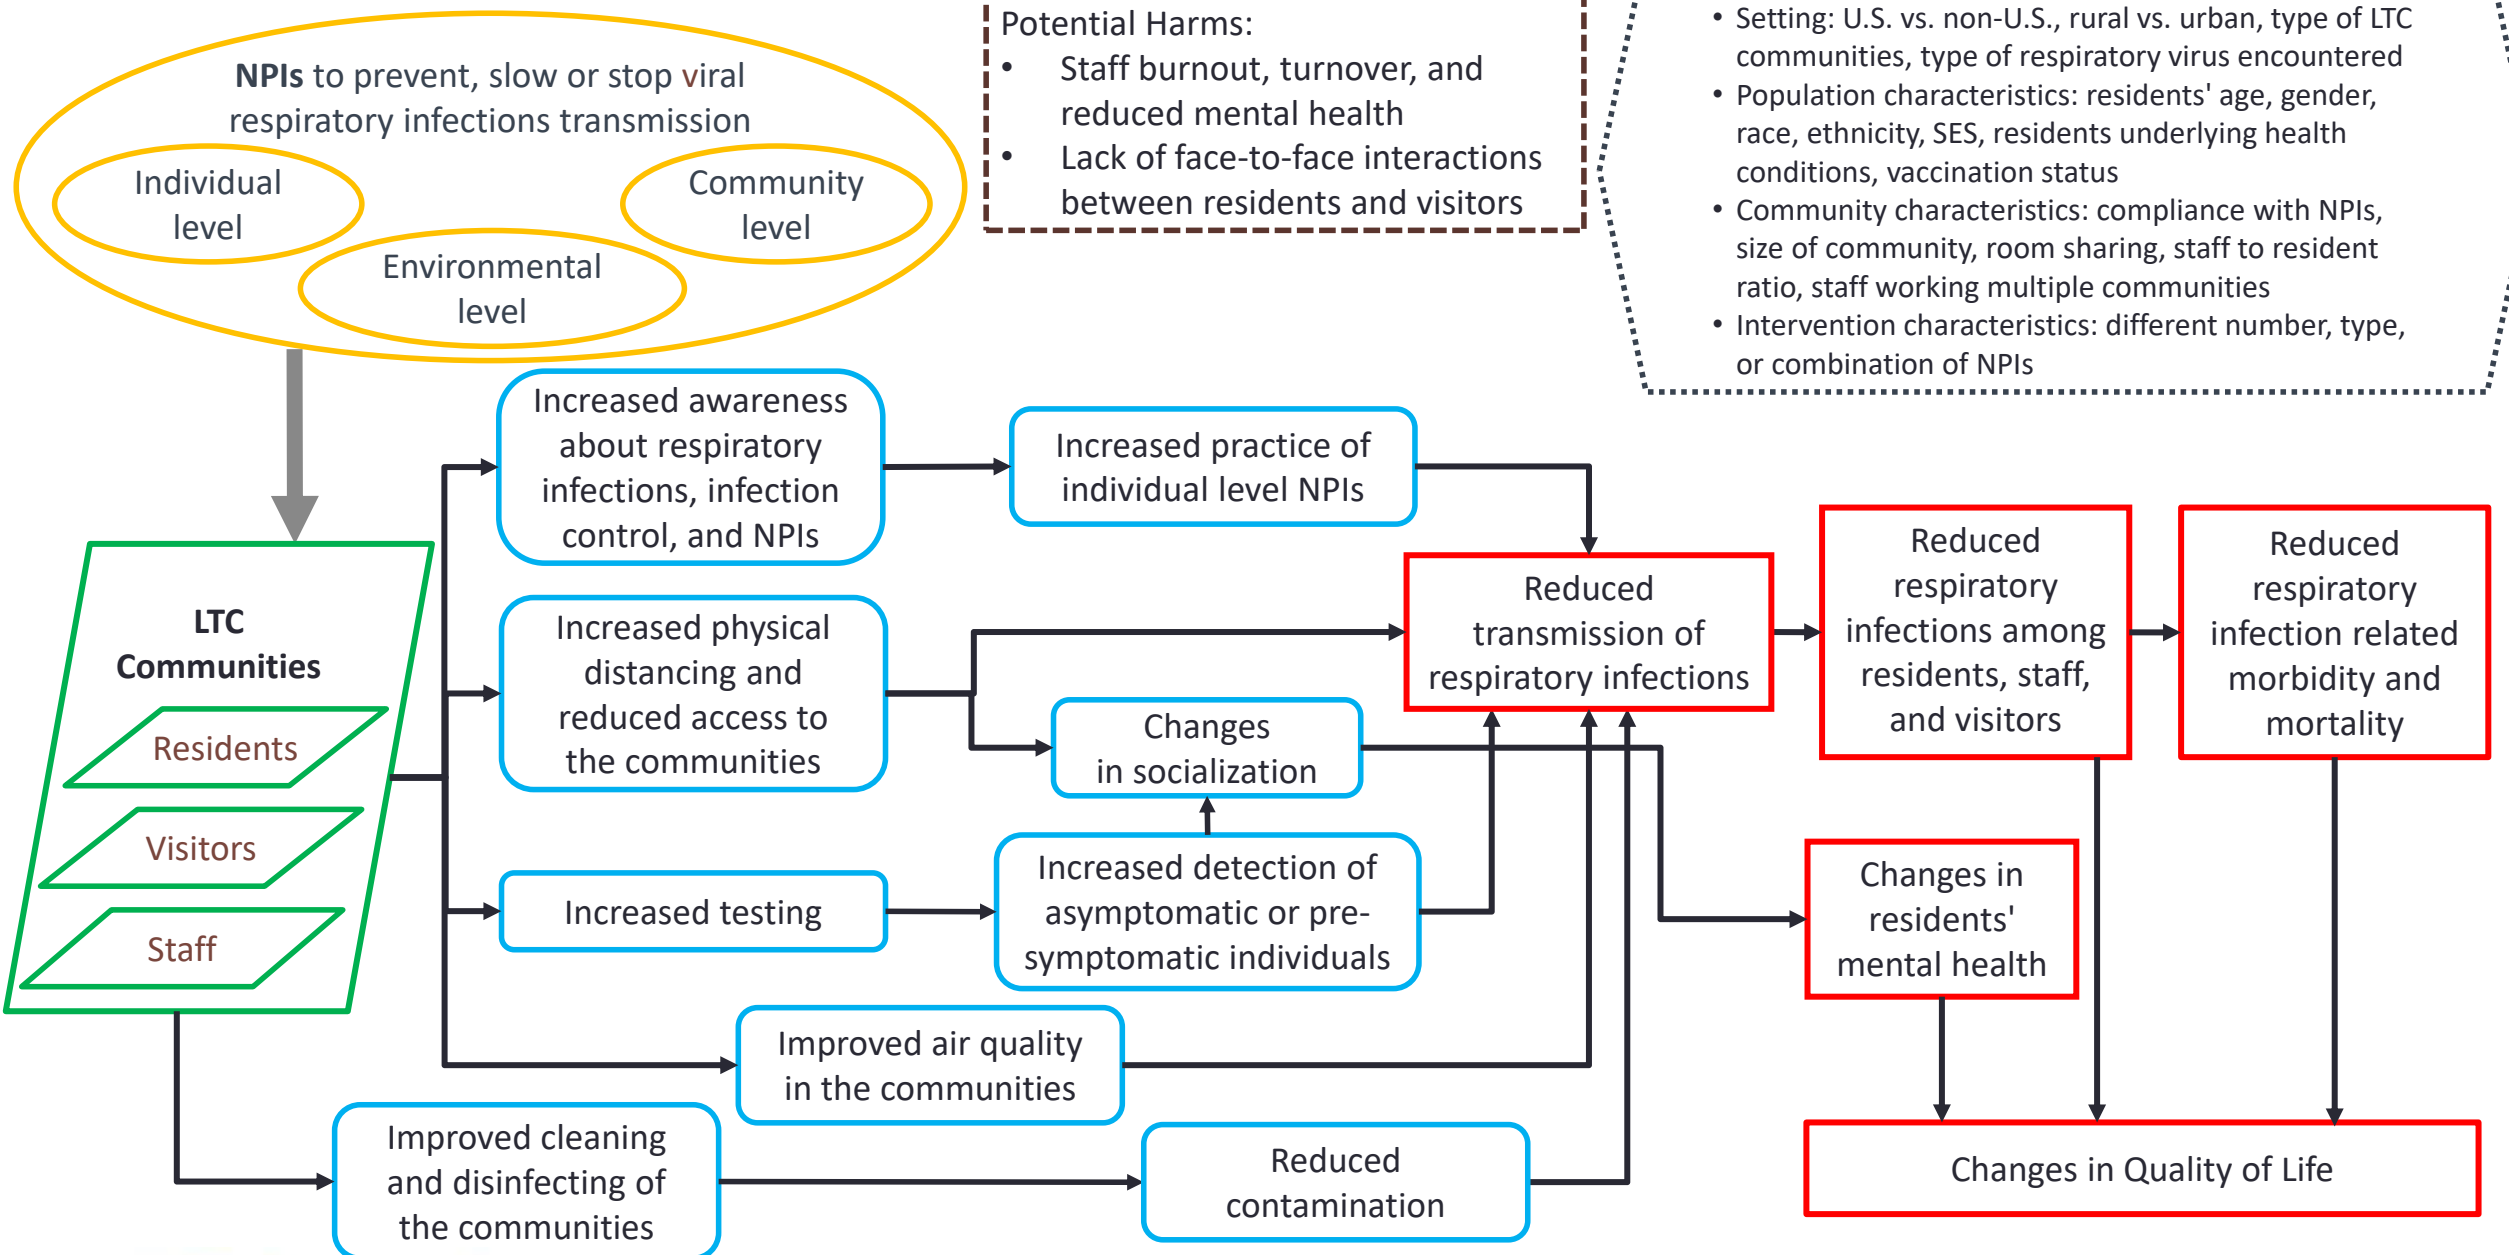 NPIs to prevent, slow or stop viral
respiratory infections transmission
Individual
level
Community
level
Environmental
level
Potential Harms:
• Staff burnout, turnover, and
reduced mental health
• Lack of face-to-face interactions
between residents and visitors
• Setting: U.S. vs. non-U.S., rural vs. urban, type of LTC
communities, type of respiratory virus encountered
• Population characteristics: residents' age, gender,
race, ethnicity, SES, residents underlying health
conditions, vaccination status
• Community characteristics: compliance with NPIs,
size of community, room sharing, staff to resident
ratio, staff working multiple communities
• Intervention characteristics: different number, type,
or combination of NPIs
LTC
Communities
Residents
Visitors
Staff
Increased awareness
about respiratory
infections, infection
control, and NPIs
Increased practice of
individual level NPIs
Increased physical
distancing and
reduced access to
the communities
Changes
in socialization
Increased testing
Increased detection of
asymptomatic or pre-
symptomatic individuals
Improved air quality
in the communities
Improved cleaning
and disinfecting of
the communities
Reduced
contamination
Reduced
transmission of
respiratory infections
Reduced
respiratory
infections among
residents, staff,
and visitors
Reduced
respiratory
infection related
morbidity and
mortality
Changes in
residents'
mental health
Changes in Quality of Life